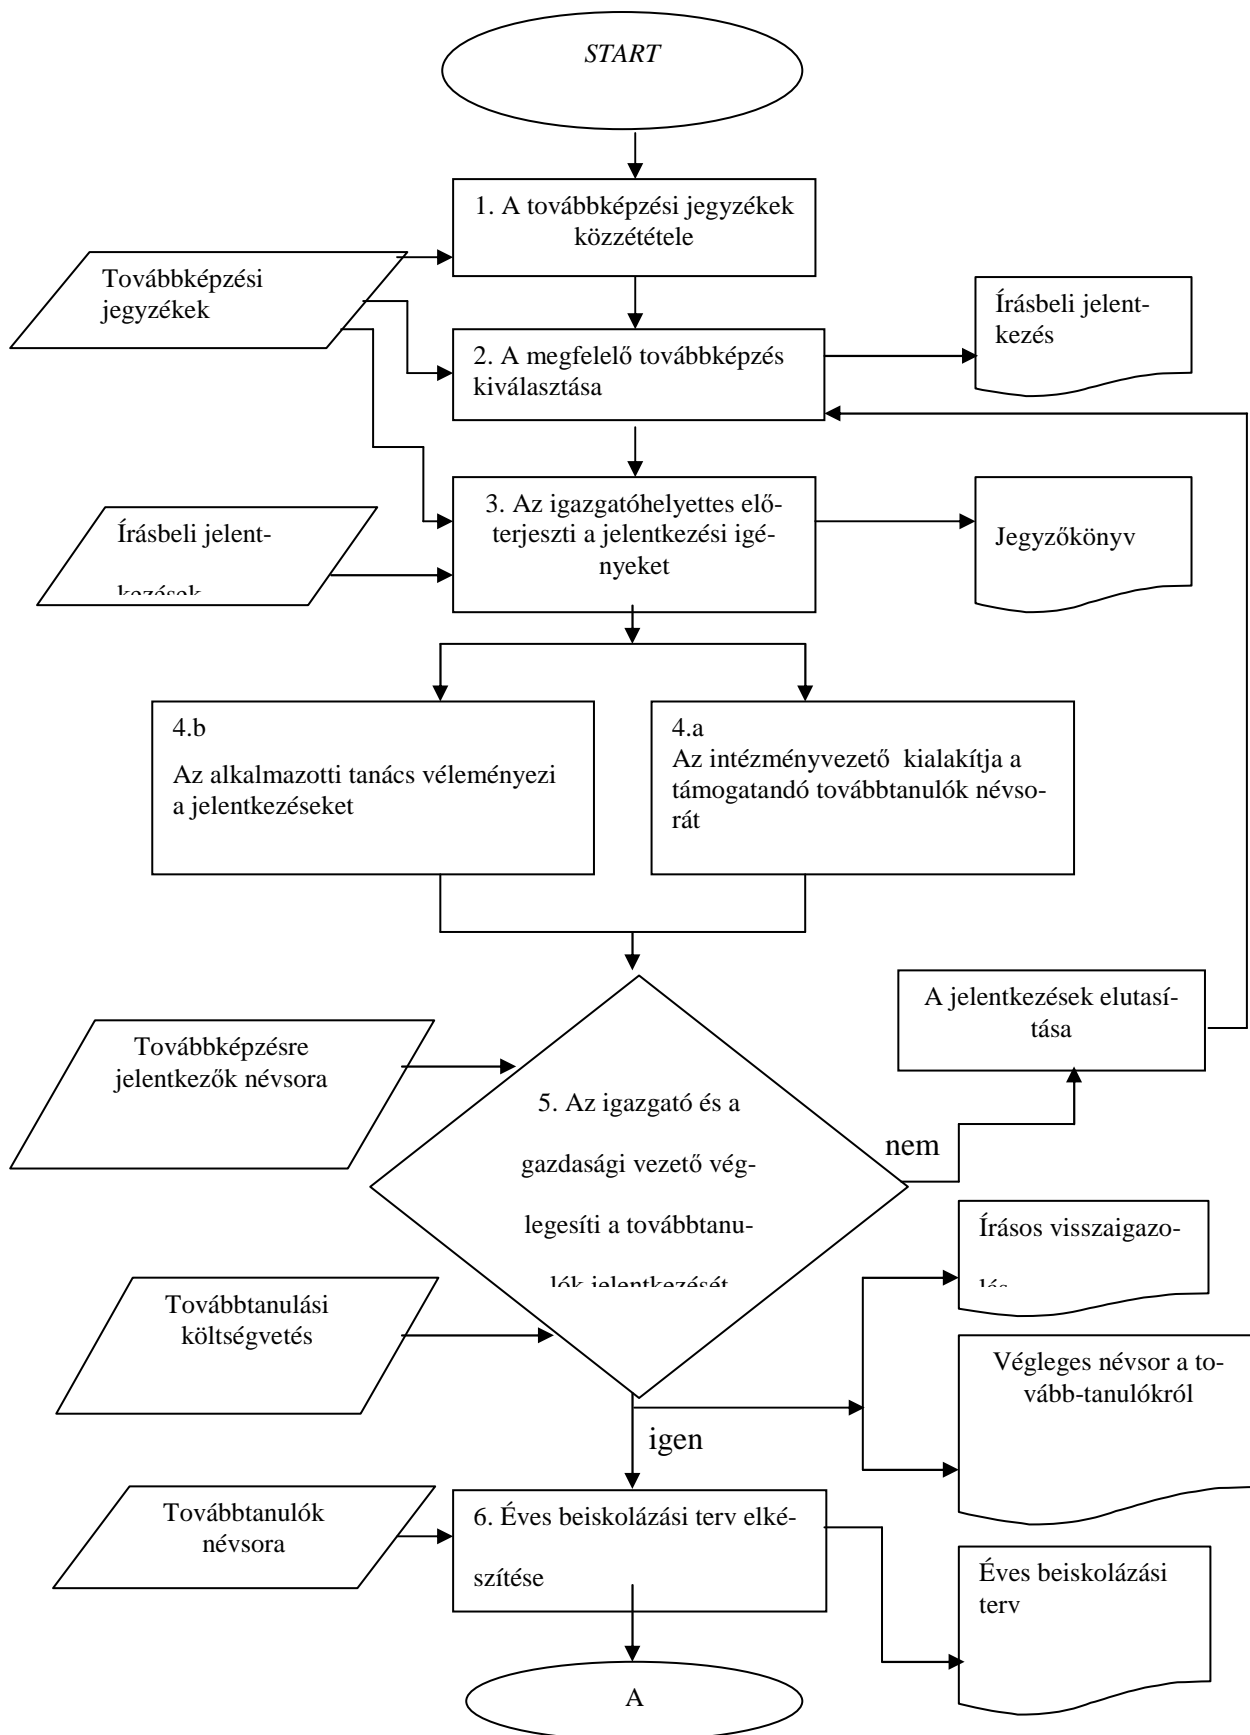 START
1. A továbbképzési jegyzékek
közzététele
Továbbképzési
jegyzékek
Írásbeli jelent-
kezés
2. A megfelelő továbbképzés
kiválasztása
3. Az igazgatóhelyettes elő-
terjeszti a jelentkezési igé-
nyeket
Írásbeli jelent-
kezések
Jegyzőkönyv
4.b
Az alkalmazotti tanács véleményezi
a jelentkezéseket
4.a
Az intézményvezető  kialakítja a
támogatandó továbbtanulók névso-
rát
A jelentkezések elutasí-
tása
Továbbképzésre
jelentkezők névsora
5. Az igazgató és a
gazdasági vezető vég-
legesíti a továbbtanu-
lók jelentkezését
nem
Írásos visszaigazo-
lás
Továbbtanulási
költségvetés
Végleges névsor a to-
vább-tanulókról
igen
Továbbtanulók
névsora
6. Éves beiskolázási terv elké-
szítése
Éves beiskolázási
terv
A